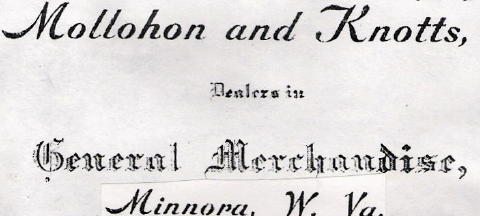 Mollohon and Knotts,
Dealers in
General Merchandise,
Minnora, W. Va.